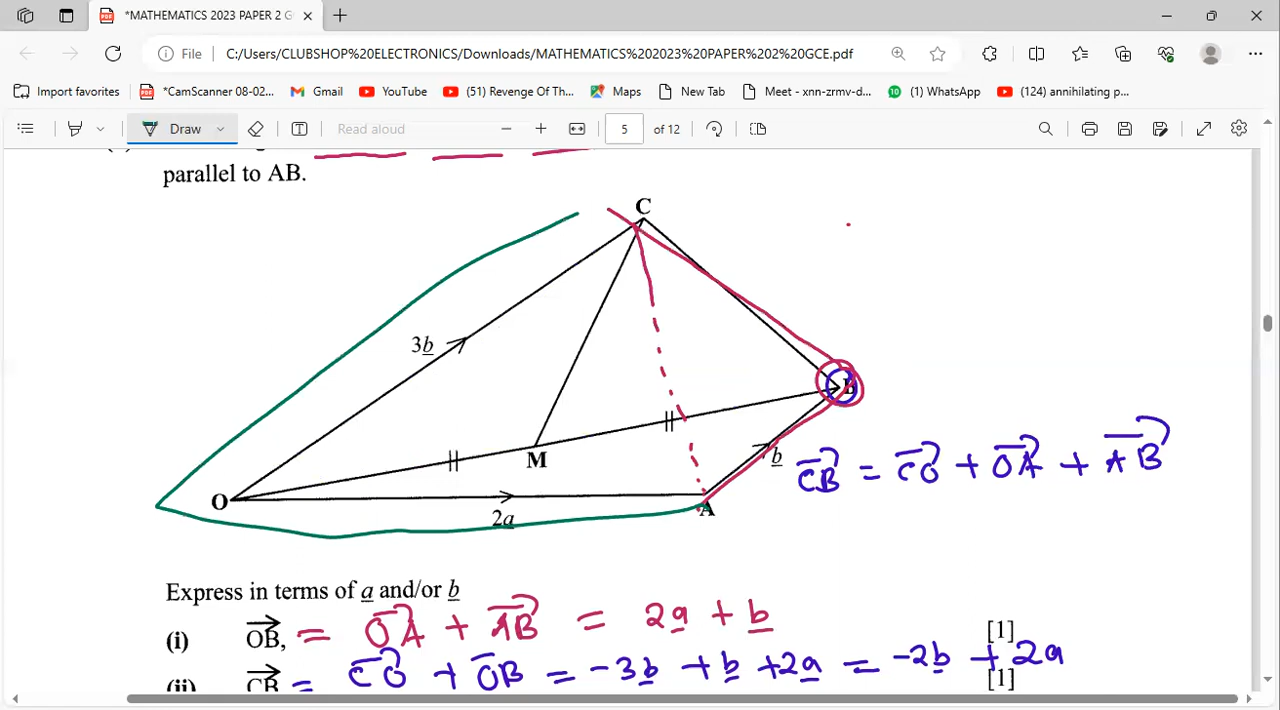 *MATHEMATICS 2023 PAPER 2 G
File C:/Users/CLUBSHOP%20ELECTRONICS/Downloads/MATHEMATICS%202023%20PAPER%202%20GCE.pdf
Import favorites *CamScanner 08-02... Gmail YouTube (51) Revenge Of Th... Maps New Tab Meet - xnn-zrmv-d... 10 (1) WhatsApp (124) annihilating p...
Draw Read aloud 5 of 12
parallel to AB.
C
3b
B
M
b
O
2a
A
CB = CO + OA + AB
Express in terms of a and/or b
(i) OB, = OA + AB = 2a + b [1]
(ii) CB = CO + OB = -3b + b + 2a = -2b + 2a [1]